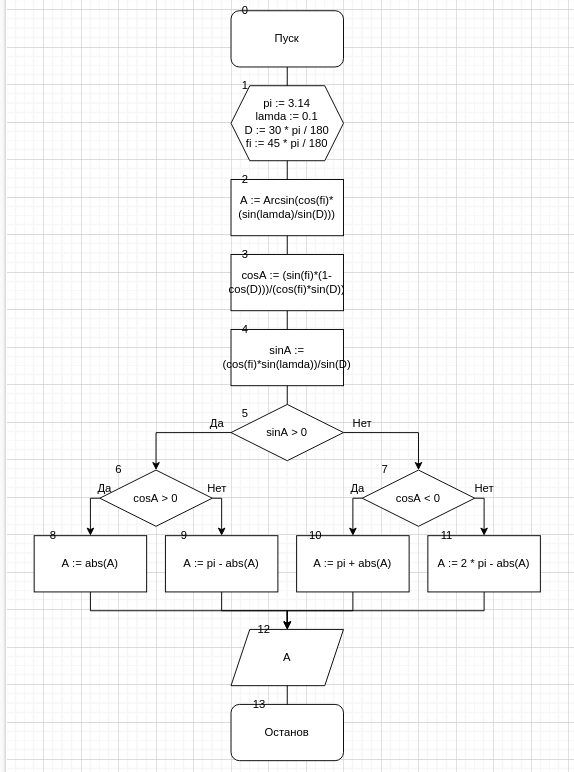 0
Пуск
1
pi := 3.14
lamda := 0.1
D := 30 * pi / 180
fi := 45 * pi / 180
2
A := Arcsin(cos(fi)*
(sin(lamda)/sin(D)))
3
cosA := (sin(fi)*(1-
cos(D)))/(cos(fi)*sin(D))
4
sinA :=
(cos(fi)*sin(lamda))/sin(D)
5
Да
sinA > 0
Нет
6
Да
cosA > 0
Нет
7
Да
cosA < 0
Нет
8
A := abs(A)
9
A := pi - abs(A)
10
A := pi + abs(A)
11
A := 2 * pi - abs(A)
12
A
13
Останов